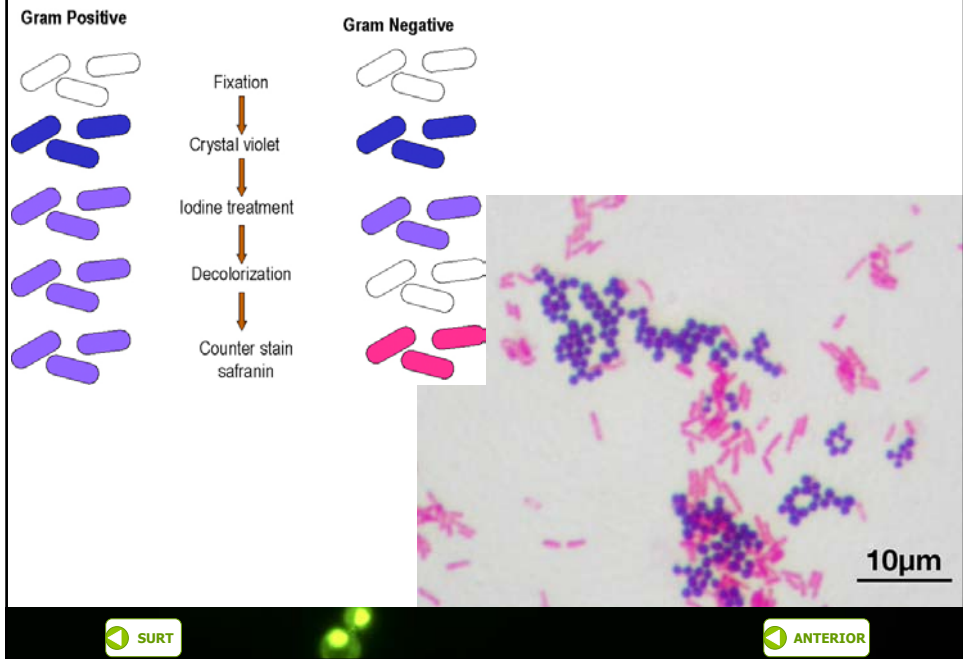 Gram Positive
Gram Negative
Fixation
Crystal violet
Iodine treatment
Decolorization
Counter stain
safranin
10µm
SURT
ANTERIOR